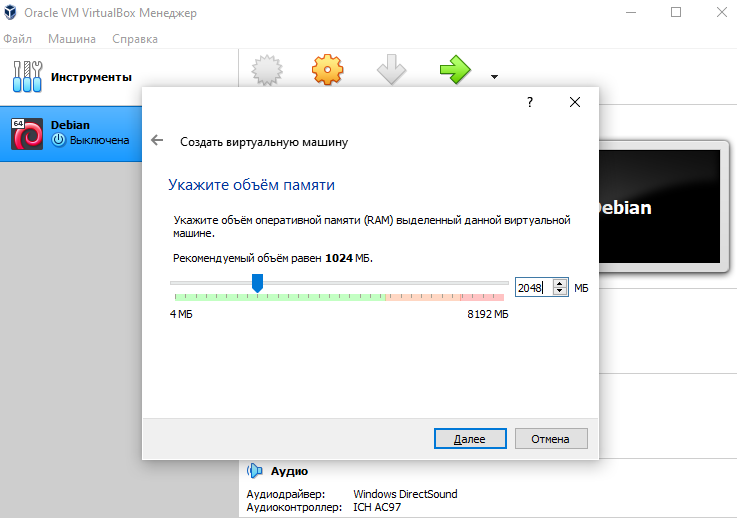 Oracle VM VirtualBox Менеджер
Файл Машина Справка
Инструменты
64
Debian
Выключена
?
Создать виртуальную машину
Укажите объём памяти
Укажите объём оперативной памяти (RAM) выделенный данной виртуальной
машине.
Рекомендуемый объём равен 1024 МБ.
2048 МБ
4 МБ 8192 МБ
Далее Отмена
Debian
Аудио
Аудиодрайвер: Windows DirectSound
Аудиоконтроллер: ICH AC97